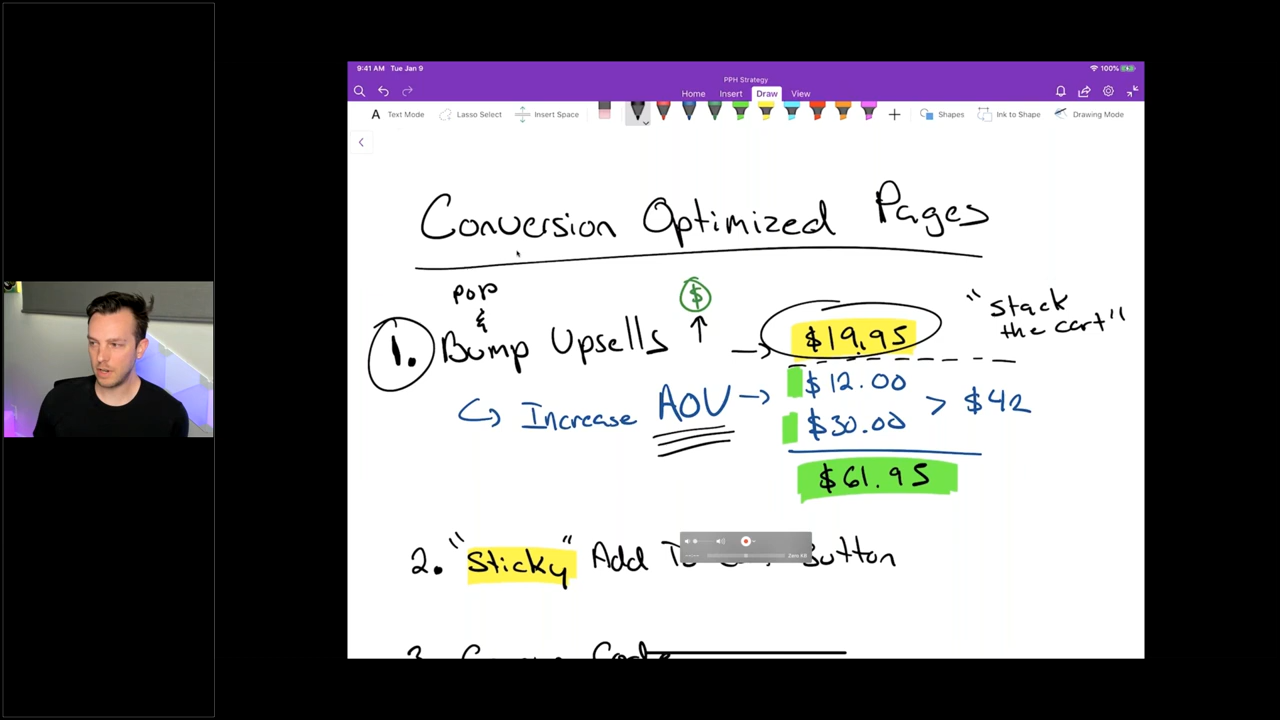 9:41 AM Tue Jan 9
100%
PPH Strategy
Home Insert Draw View
A Text Mode Lasso Select Insert Space Shapes Ink to Shape Drawing Mode
Conversion Optimized Pages
POP
&
1. Bump Upsells
$
$19.95
"Stack
the cart"
↳ Increase AOV →
$12.00
$30.00
> $42
$61.95
2. "Sticky" Add To Button
3.